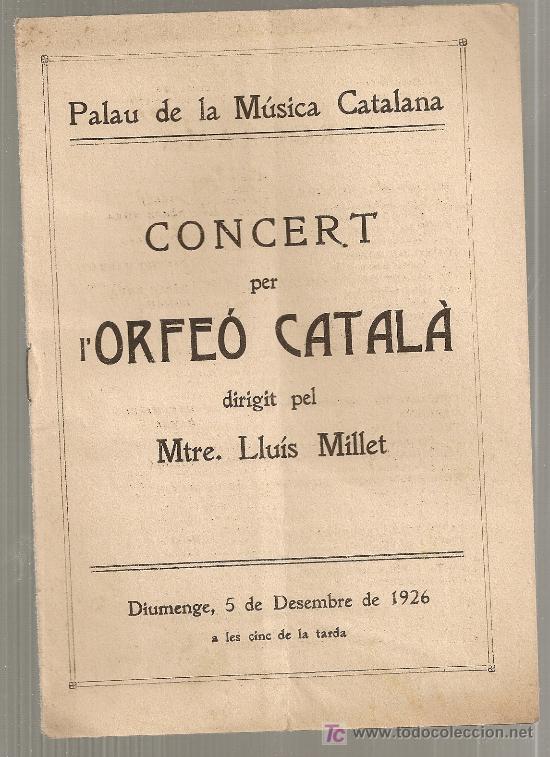 Palau de la Música Catalana
CONCERT
per
l'ORFEÓ CATALÀ
dirigit pel
Mtre. Lluís Millet
Diumenge, 5 de Desembre de 1926
a les cinc de la tarda
TC www.todocoleccion.net